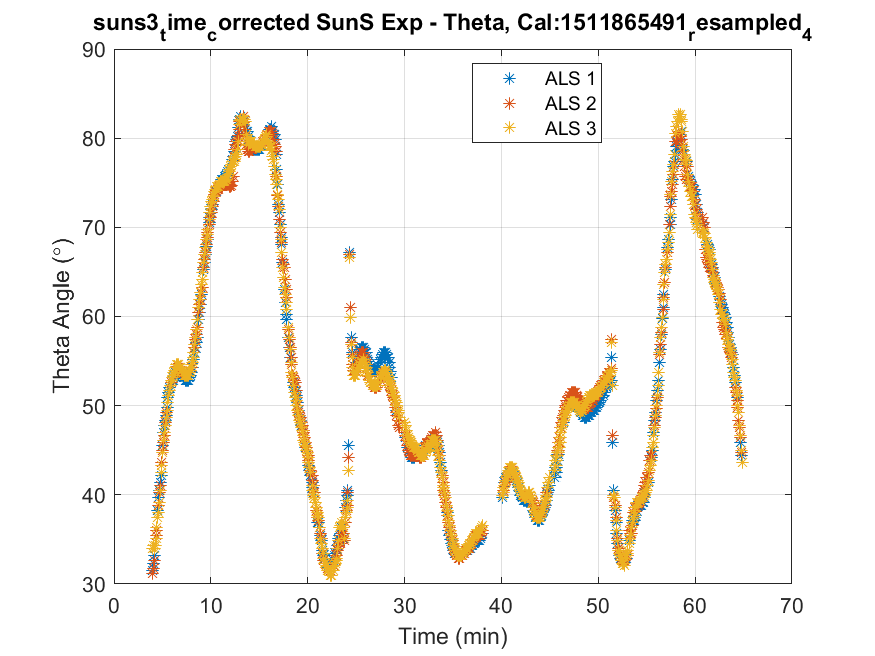 suns3_time_corrected SunS Exp - Theta, Cal:1511865491_resampled_4
90
80
70
60
50
40
30
Theta Angle (°)
ALS 1
ALS 2
ALS 3
0 10 20 30 40 50 60 70
Time (min)